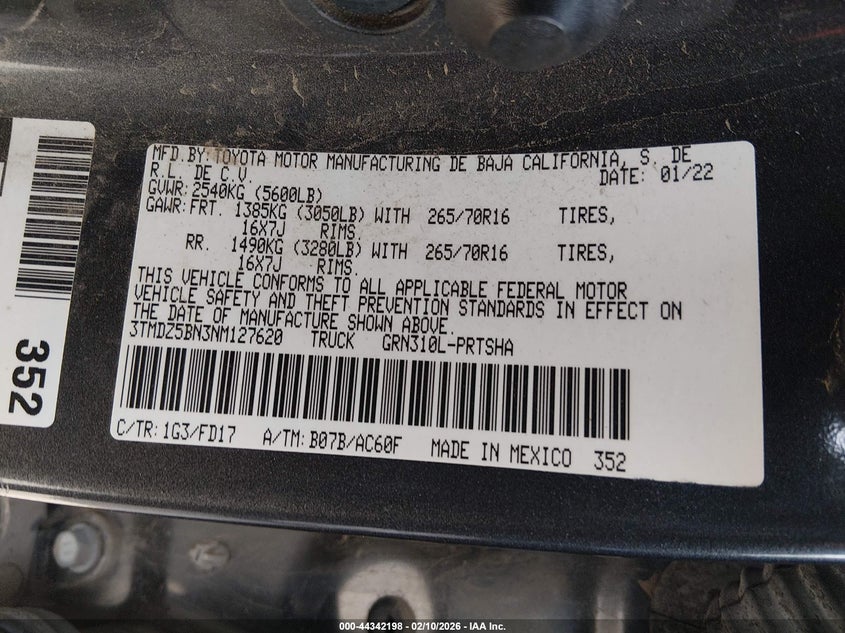 MFD.BY:TOYOTA MOTOR MANUFACTURING DE BAJA CALIFORNIA, S. DE
R.L. DE C.V. DATE: 01/22
GVWR:2540KG (5600LB)
GAWR:FRT. 1385KG (3050LB) WITH 265/70R16 TIRES,
16X7J RIMS.
RR. 1490KG (3280LB) WITH 265/70R16 TIRES,
16X7J RIMS.
THIS VEHICLE CONFORMS TO ALL APPLICABLE FEDERAL MOTOR
VEHICLE SAFETY AND THEFT PREVENTION STANDARDS IN EFFECT ON
THE DATE OF MANUFACTURE SHOWN ABOVE.
3TMDZ5BN3NM127620 TRUCK GRN310L-PRTSHA
C/TR:1G3/FD17 A/TM:B07B/AC60F MADE IN MEXICO 352
352
000-44342198 - 02/10/2026 - IAA Inc.